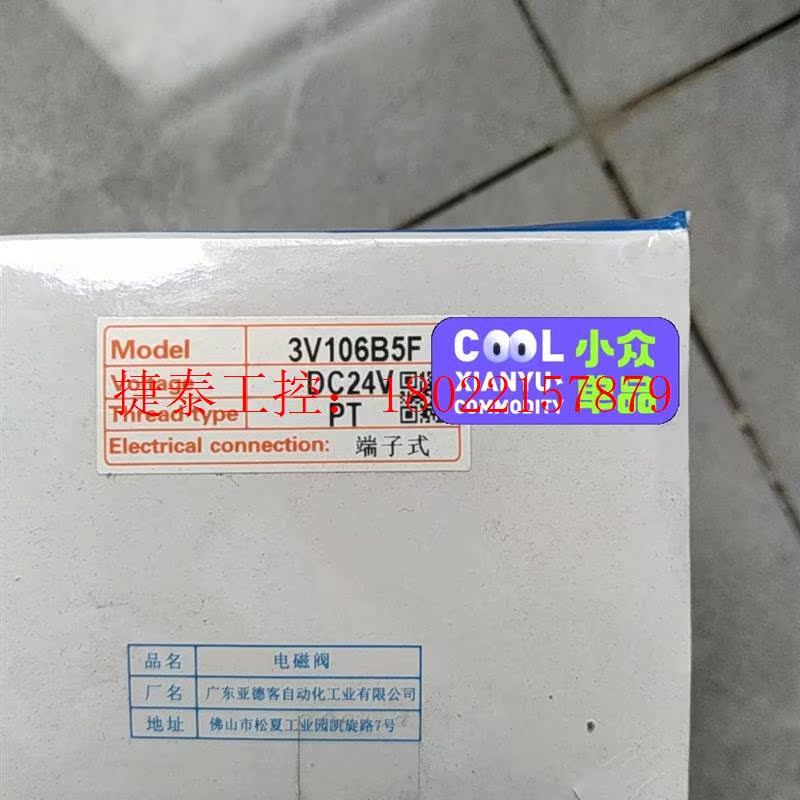 Model 3V106B5F
Voltage DC24V
Thread type PT
Electrical connection: 端子式
COOL 小众
XIANYU- 单品
COMMODITY
捷泰工控: 18022157879
品名 电磁阀
厂名 广东亚德客自动化工业有限公司
地址 佛山市松夏工业园凯旋路7号